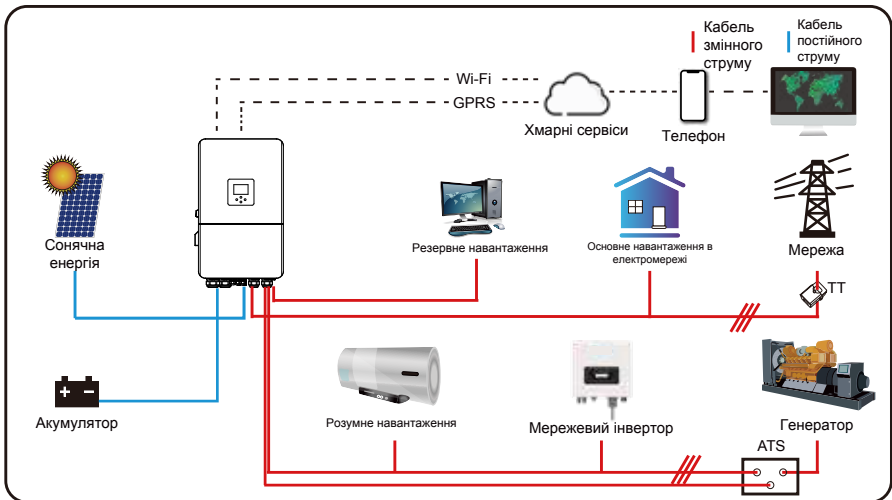 Кабель
змінного
струму
Кабель
постійного
струму
Wi-Fi
GPRS
Хмарні сервіси
Телефон
Сонячна
енергія
Резервне навантаження
Основне навантаження в
електромережі
Мережа
ТТ
Акумулятор
Розумне навантаження
Мережевий інвертор
Генератор
ATS